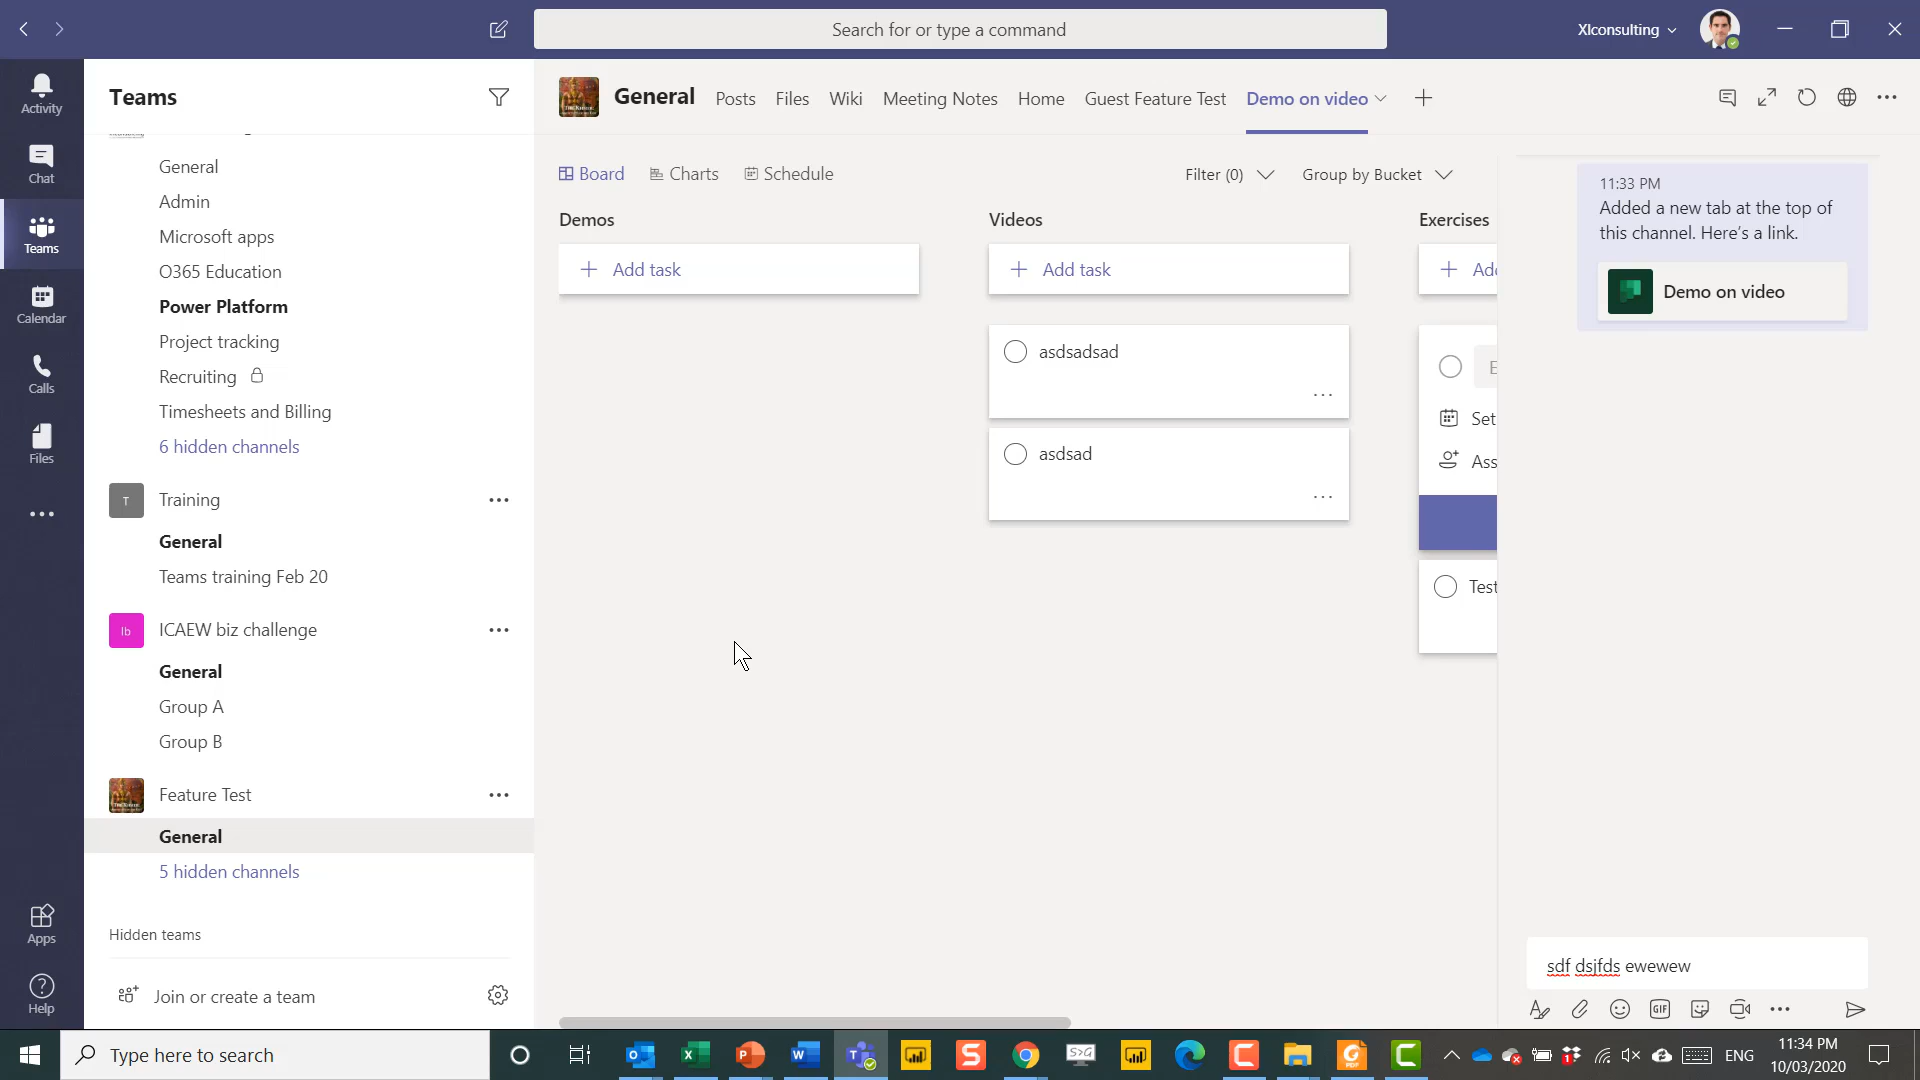 Search for or type a command
Xlconsulting
Activity
Chat
Teams
Calendar
Calls
Files
Apps
Help
Teams
General
Admin
Microsoft apps
O365 Education
Power Platform
Project tracking
Recruiting
Timesheets and Billing
6 hidden channels
T
Training
General
Teams training Feb 20
Ib
ICAEW biz challenge
General
Group A
Group B
Feature Test
General
5 hidden channels
Hidden teams
Join or create a team
General
Posts
Files
Wiki
Meeting Notes
Home
Guest Feature Test
Demo on video
Board
Charts
Schedule
Filter (0)
Group by Bucket
Demos
Add task
Videos
Add task
asdsadsad
asdsad
Exercises
Set
Ass
Test
11:33 PM
Added a new tab at the top of
this channel. Here's a link.
Demo on video
sdf dsjfds ewewew
GIF
Type here to search
S>G
PDF
ENG
11:34 PM
10/03/2020